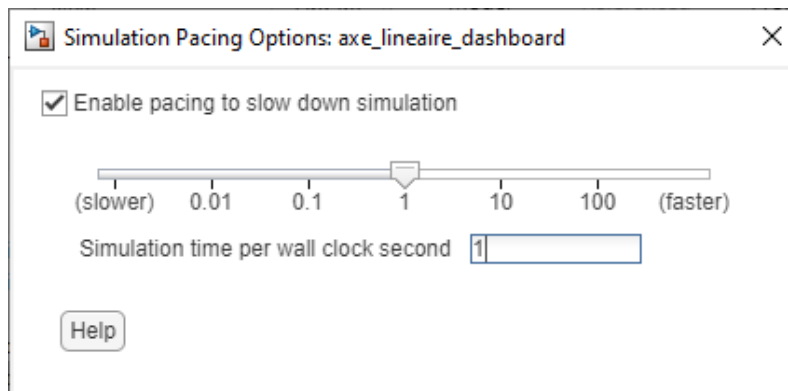 Simulation Pacing Options: axe_lineaire_dashboard
Enable pacing to slow down simulation
(slower) 0.01 0.1 1 10 100 (faster)
Simulation time per wall clock second 1
Help